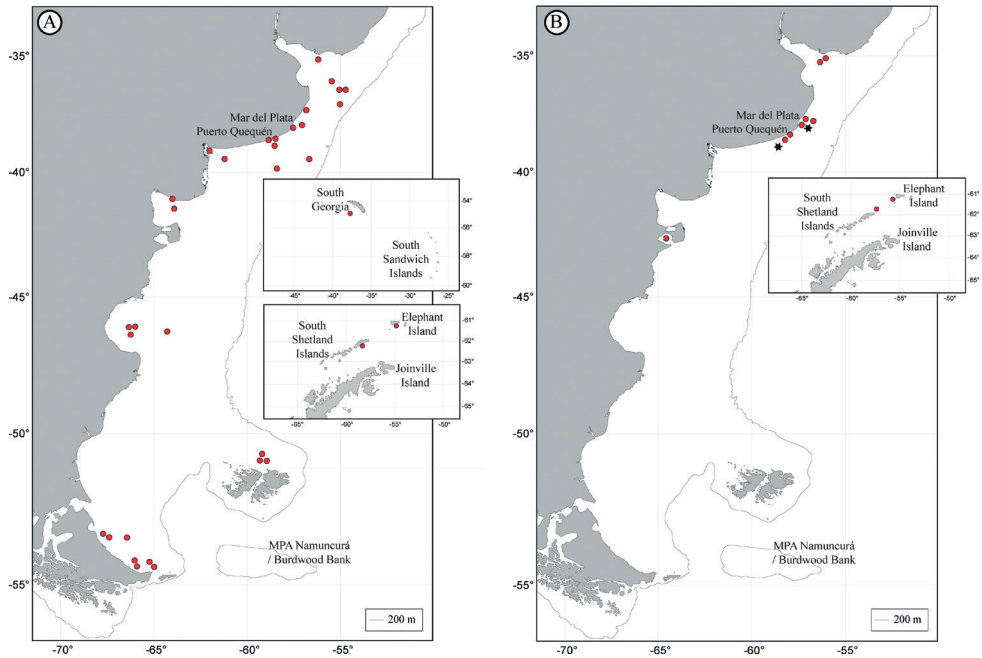 A
-35°
Mar del Plata
Puerto Quequén
-40°
South
Georgia
-54°
-56°
South
Sandwich
Islands
-58°
-60°
-45°
-40°
-35°
-30°
-25°
-45°
Elephant
Island
-61°
South
Shetland
Islands
-62°
-63°
Joinville
Island
-64°
-65°
-65°
-60°
-55°
-50°
-48°
-50°
MPA Namuncurá
/ Burdwood Bank
-55°
200 m
-70°
-65°
-60°
-55°
B
-35°
Mar del Plata
Puerto Quequén
-40°
Elephant
Island
-61°
South
Shetland
Islands
-62°
-63°
Joinville
Island
-64°
-65°
-65°
-60°
-55°
-50°
-48°
-45°
-50°
MPA Namuncurá
/ Burdwood Bank
-55°
200 m
-70°
-65°
-60°
-55°